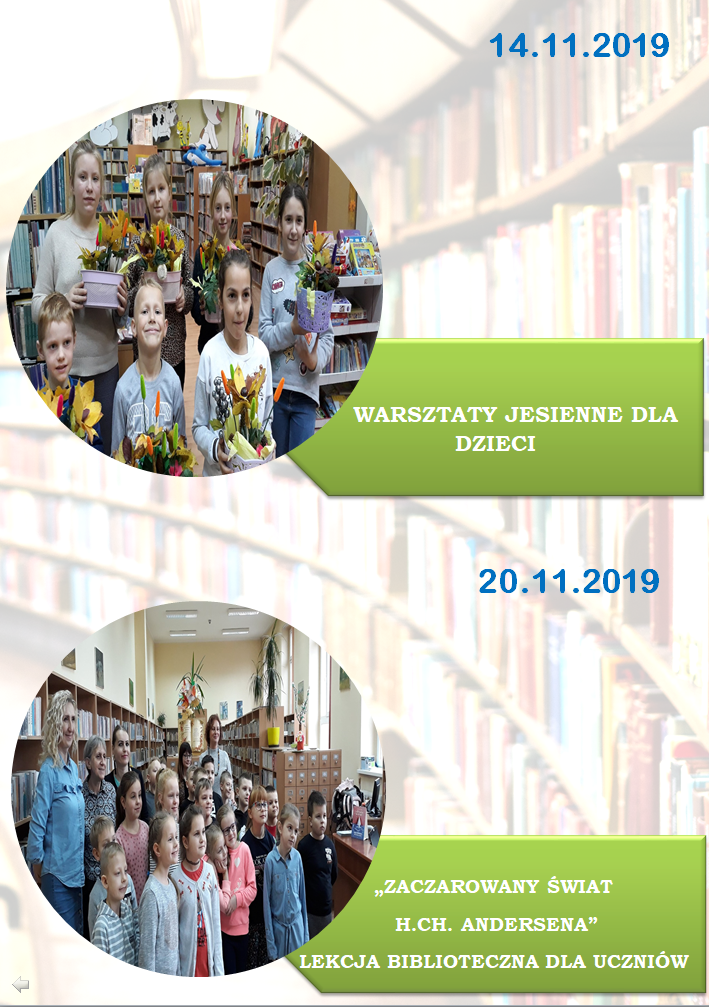 14.11.2019
WARSZTATY JESIENNE DLA
DZIECI
20.11.2019
„ZACZAROWANY ŚWIAT
H.CH. ANDERSENA”
LEKCJA BIBLIOTECZNA DLA UCZNIÓW